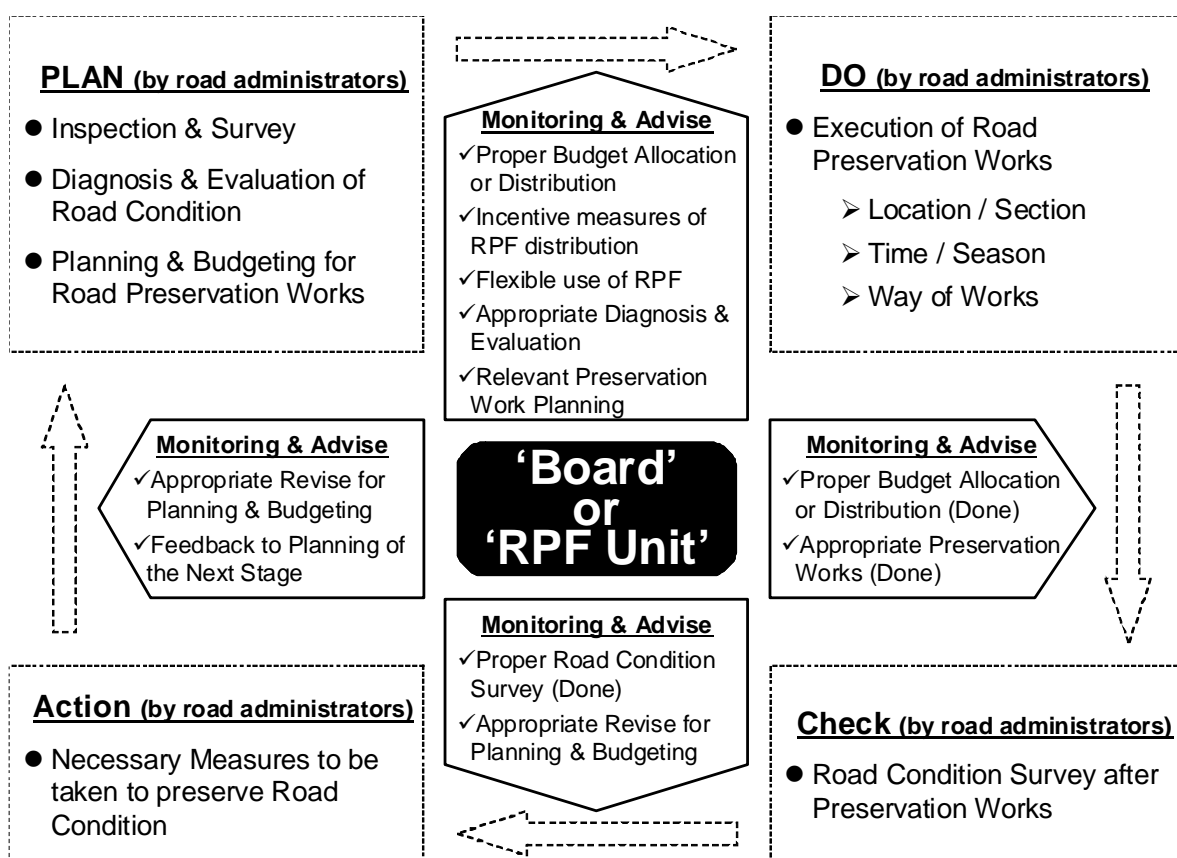 PLAN (by road administrators)
● Inspection & Survey
● Diagnosis & Evaluation of
Road Condition
● Planning & Budgeting for
Road Preservation Works
Monitoring & Advise
✓Proper Budget Allocation
or Distribution
✓Incentive measures of
RPF distribution
✓Flexible use of RPF
✓Appropriate Diagnosis &
Evaluation
✓Relevant Preservation
Work Planning
DO (by road administrators)
● Execution of Road
Preservation Works
➢ Location / Section
➢ Time / Season
➢ Way of Works
Monitoring & Advise
✓Appropriate Revise for
Planning & Budgeting
✓Feedback to Planning of
the Next Stage
‘Board’
or
‘RPF Unit’
Monitoring & Advise
✓Proper Budget Allocation
or Distribution (Done)
✓Appropriate Preservation
Works (Done)
Monitoring & Advise
✓Proper Road Condition
Survey (Done)
✓Appropriate Revise for
Planning & Budgeting
Action (by road administrators)
● Necessary Measures to be
taken to preserve Road
Condition
Check (by road administrators)
● Road Condition Survey after
Preservation Works